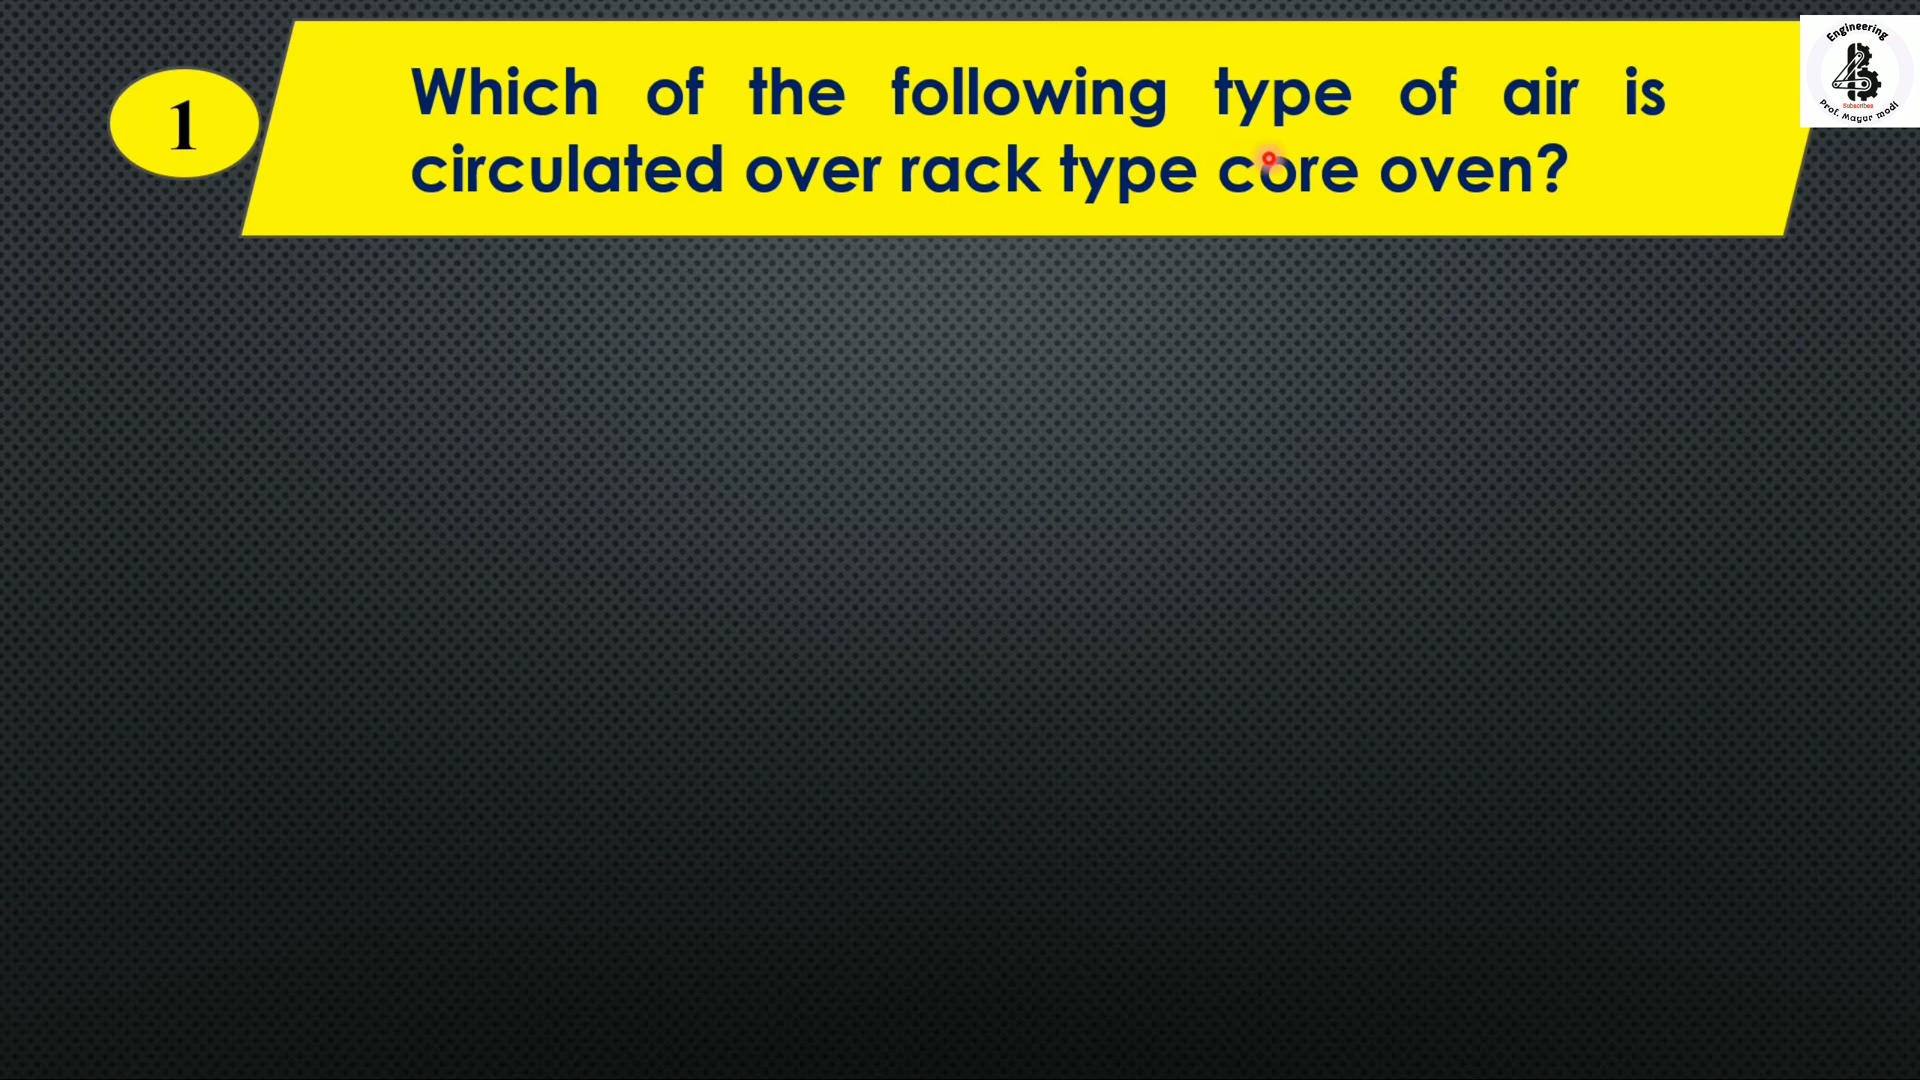 1
Which of the following type of air is
circulated over rack type core oven?
Engineering
Subscribes
Prof. Mayur modi